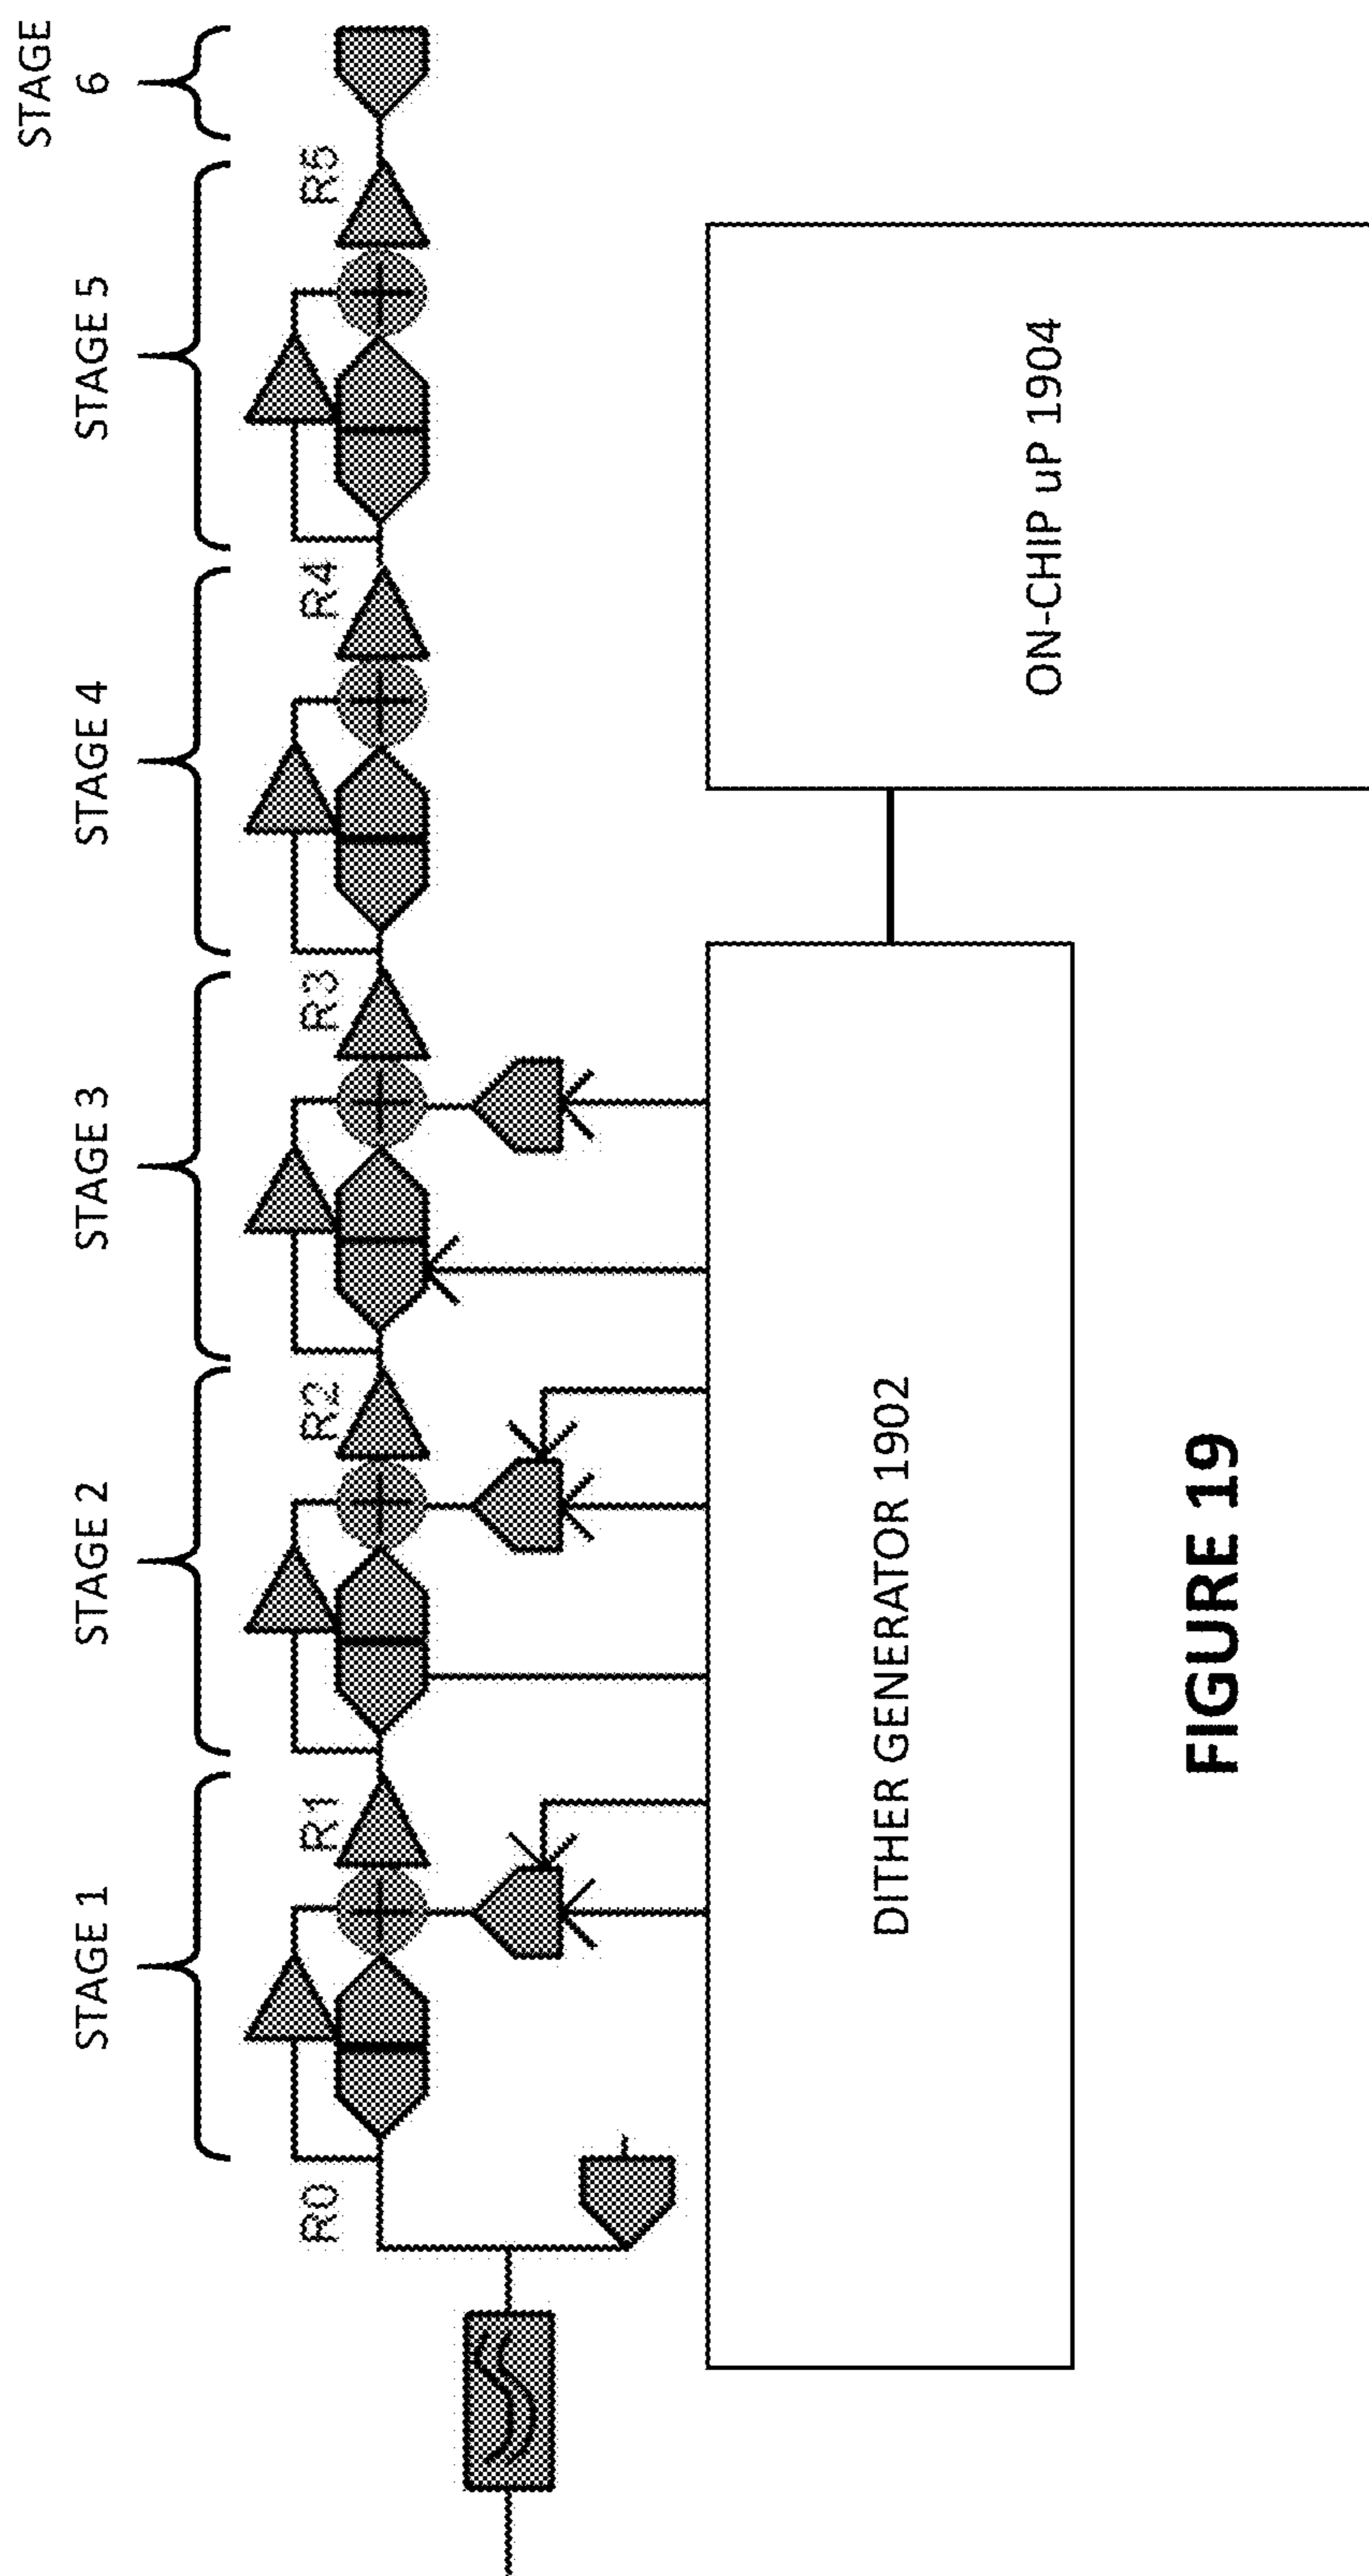 STAGE 1
STAGE 2
STAGE 3
STAGE 4
STAGE 5
STAGE
6
R0
R1
R2
R3
R4
R5
DITHER GENERATOR 1902
ON-CHIP uP 1904
FIGURE 19